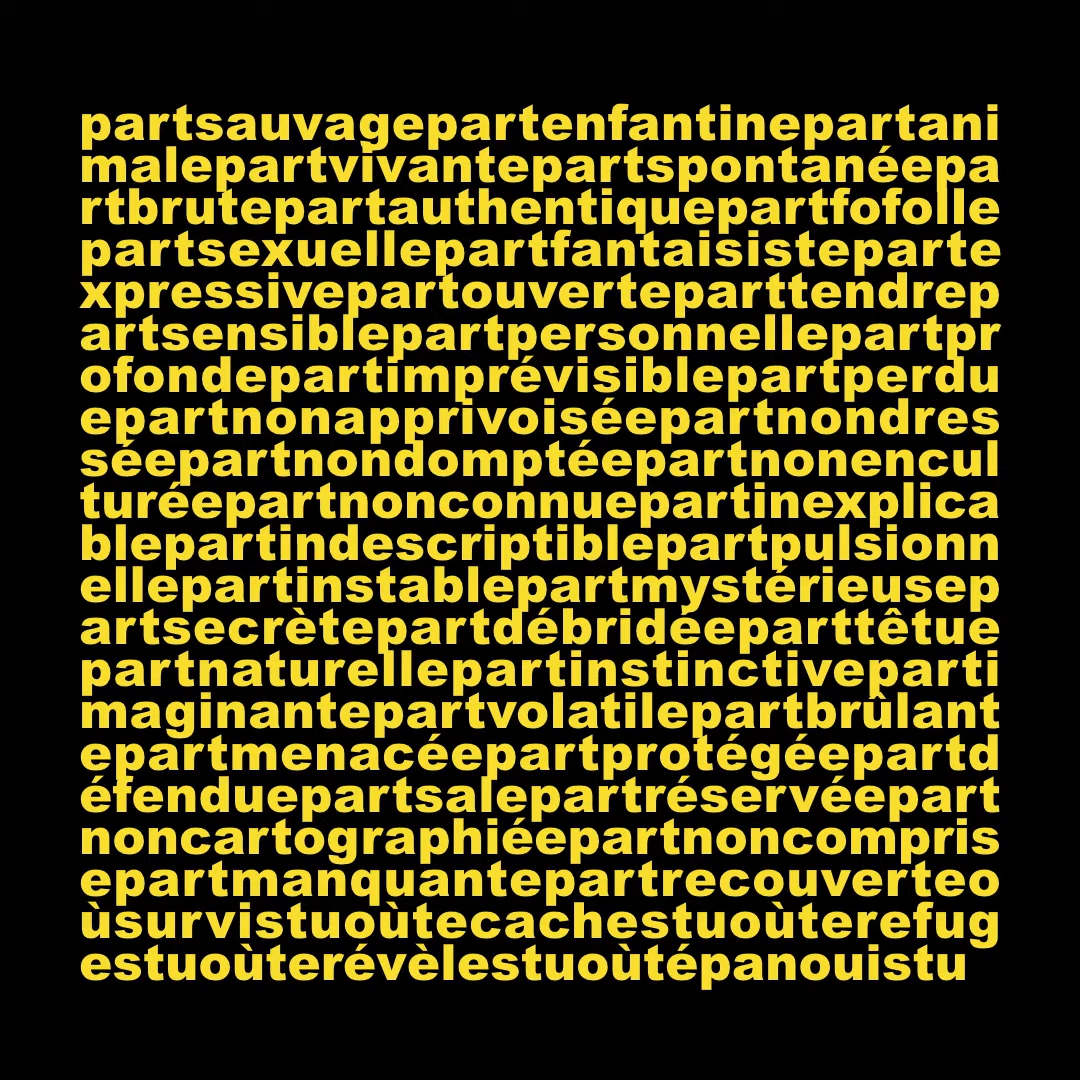 partsauvagepartenfantinepartani
malepartvivantepartspontanéepa
rtbrutepartauthentiquepartfofolle
partsexuellepartfantaisisteparte
xpressivepartouverteparttendrep
artsensiblepartpersonnellepartpr
ofondepartimprévisiblepartperdu
epartnonapprivoiséepartnondres
séepartnondomptéepartnonencul
turéepartnonconnuepartinexplica
blepartindescriptiblepartpulsionn
ellepartinstablepartmystérieusep
artsecrètepartdébridéeparttêtue
partnaturellepartinstinctiveparti
maginantepartvolatilepartbrûlant
epartmenacéepartprotégéepartd
éfenduepartsalepartréservéepart
noncartographiéepartnoncompris
epartmanquantepartrecouverteo
ùsurvistuoùtecachestuoùterefug
estuoùterévèlestuoùtépanouistu